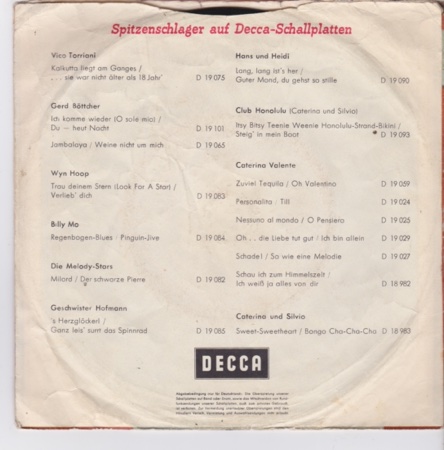 Spitzenschlager auf Decca-Schallplatten
Vico Torriani
Kalkutta liegt am Ganges /
. . . sie war nicht älter als 18 Jahr' D 19 075
Gerd Böttcher
Ich komme wieder (O sole mio) /
Du — heut Nacht D 19 101
Jambalaya / Weine nicht um mich D 19 065
Wyn Hoop
Trau deinem Stern (Look For A Star) /
Verlieb' dich D 19 083
Billy Mo
Regenbogen-Blues / Pinguin-Jive D 19 084
Die Melody-Stars
Milord / Der schwarze Pierre D 19 082
Geschwister Hofmann
's Herzglöckerl /
Ganz leis' surrt das Spinnrad D 19 085
Hans und Heidi
Lang, lang ist's her /
Guter Mond, du gehst so stille D 19 090
Club Honolulu (Caterina und Silvio)
Itsy Bitsy Teenie Weenie Honolulu-Strand-Bikini /
Steig' in mein Boot D 19 093
Caterina Valente
Zuviel Tequila / Oh Valentino D 19 059
Personalita / Till D 19 024
Nessuno al mondo / O Pensiero D 19 025
Oh . . die Liebe tut gut / Ich bin allein D 19 029
Schade! / So wie eine Melodie D 19 027
Schau ich zum Himmelszelt /
Ich weiß ja alles von dir D 18 982
Caterina und Silvio
Sweet-Sweetheart / Bongo Cha-Cha-Cha D 18 983
DECCA